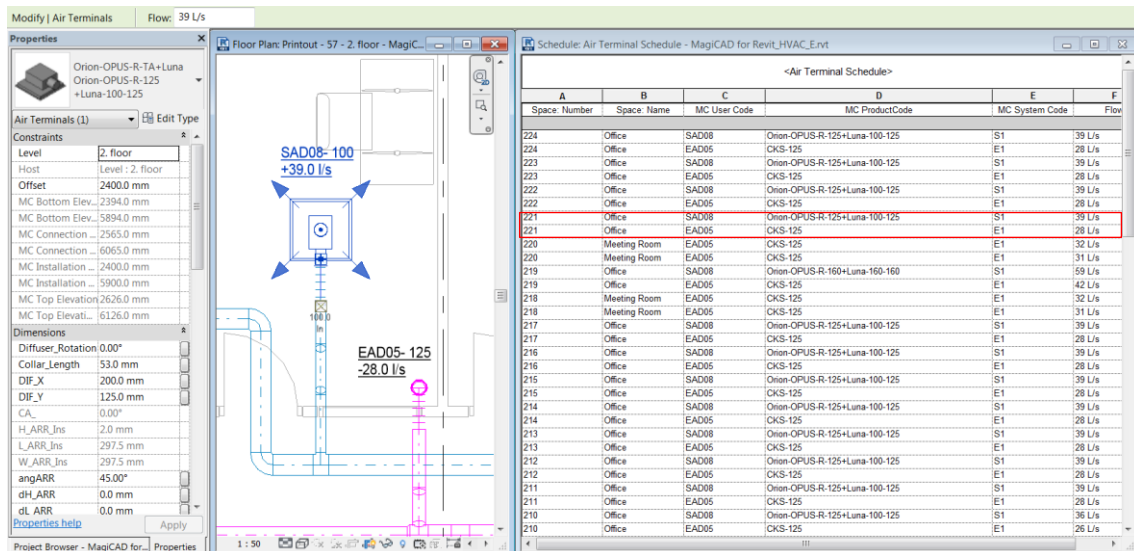 Modify | Air Terminals Flow: 39 L/s
Properties
Orion-OPUS-R-TA+Luna
Orion-OPUS-R-125
+Luna-100-125
Air Terminals (1) Edit Type
Constraints
Level 2. floor
Host Level : 2. floor
Offset 2400.0 mm
MC Bottom Elev... 2394.0 mm
MC Bottom Elev... 5894.0 mm
MC Connection ... 2565.0 mm
MC Connection ... 6065.0 mm
MC Installation ... 2400.0 mm
MC Installation ... 5900.0 mm
MC Top Elevation 2626.0 mm
MC Top Elevati... 6126.0 mm
Dimensions
Diffuser_Rotation 0.00°
Collar_Length 53.0 mm
DIF_X 200.0 mm
DIF_Y 125.0 mm
CA_ 0.00°
H_ARR_Ins 2.0 mm
L_ARR_Ins 297.5 mm
W_ARR_Ins 297.5 mm
angARR 45.00°
dH_ARR 0.0 mm
dL_ARR 0.0 mm
Properties help Apply
Project Browser - MagiCAD for... Properties
Floor Plan: Printout - 57 - 2. floor - MagiC...
2D
SAD08- 100
+39.0 l/s
100.0
In
EAD05- 125
-28.0 l/s
1 : 50
Schedule: Air Terminal Schedule - MagiCAD for Revit_HVAC_E.rvt
<Air Terminal Schedule>
A B C D E F
Space: Number Space: Name MC User Code MC ProductCode MC System Code Flow
224 Office SAD08 Orion-OPUS-R-125+Luna-100-125 S1 39 L/s
224 Office EAD05 CKS-125 E1 28 L/s
223 Office SAD08 Orion-OPUS-R-125+Luna-100-125 S1 39 L/s
223 Office EAD05 CKS-125 E1 28 L/s
222 Office SAD08 Orion-OPUS-R-125+Luna-100-125 S1 39 L/s
222 Office EAD05 CKS-125 E1 28 L/s
221 Office SAD08 Orion-OPUS-R-125+Luna-100-125 S1 39 L/s
221 Office EAD05 CKS-125 E1 28 L/s
220 Meeting Room EAD05 CKS-125 E1 32 L/s
220 Meeting Room EAD05 CKS-125 E1 31 L/s
219 Office SAD08 Orion-OPUS-R-160+Luna-160-160 S1 59 L/s
219 Office EAD05 CKS-125 E1 42 L/s
218 Meeting Room EAD05 CKS-125 E1 32 L/s
218 Meeting Room EAD05 CKS-125 E1 31 L/s
217 Office SAD08 Orion-OPUS-R-125+Luna-100-125 S1 39 L/s
217 Office EAD05 CKS-125 E1 28 L/s
216 Office SAD08 Orion-OPUS-R-125+Luna-100-125 S1 39 L/s
216 Office EAD05 CKS-125 E1 28 L/s
215 Office SAD08 Orion-OPUS-R-125+Luna-100-125 S1 39 L/s
215 Office EAD05 CKS-125 E1 28 L/s
214 Office SAD08 Orion-OPUS-R-125+Luna-100-125 S1 39 L/s
214 Office EAD05 CKS-125 E1 28 L/s
213 Office SAD08 Orion-OPUS-R-125+Luna-100-125 S1 39 L/s
213 Office EAD05 CKS-125 E1 28 L/s
212 Office SAD08 Orion-OPUS-R-125+Luna-100-125 S1 39 L/s
212 Office EAD05 CKS-125 E1 28 L/s
211 Office SAD08 Orion-OPUS-R-125+Luna-100-125 S1 39 L/s
211 Office EAD05 CKS-125 E1 28 L/s
210 Office SAD08 Orion-OPUS-R-125+Luna-100-125 S1 36 L/s
210 Office EAD05 CKS-125 E1 26 L/s